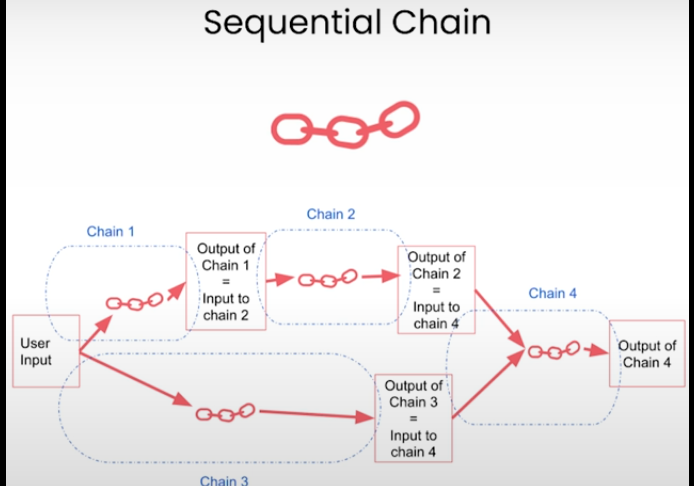 Sequential Chain
Chain 1
Chain 2
Output of
Chain 1
=
Input to
chain 2
Output of
Chain 2
=
Input to
chain 4
Chain 4
User
Input
Output of
Chain 4
Output of
Chain 3
=
Input to
chain 4
Chain 3